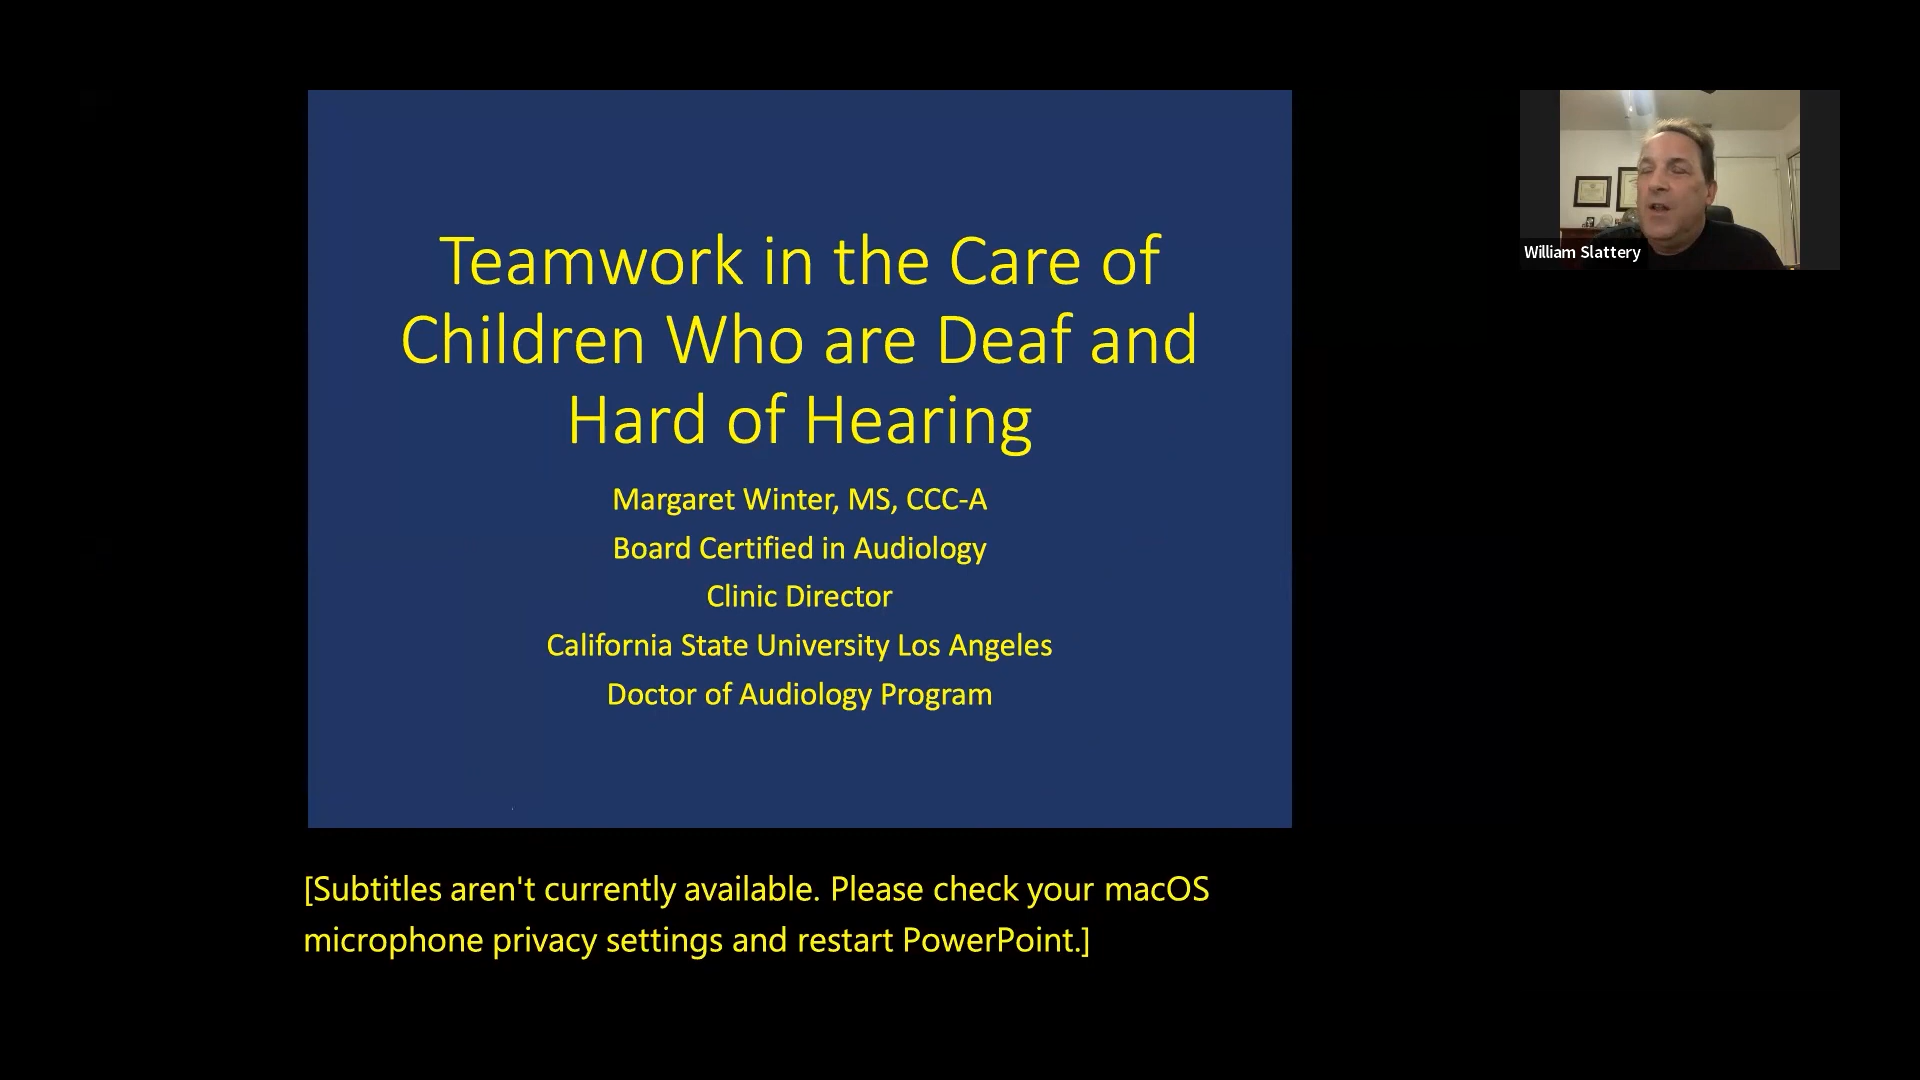 Teamwork in the Care of
Children Who are Deaf and
Hard of Hearing
Margaret Winter, MS, CCC-A
Board Certified in Audiology
Clinic Director
California State University Los Angeles
Doctor of Audiology Program
William Slattery
[Subtitles aren't currently available. Please check your macOS
microphone privacy settings and restart PowerPoint.]